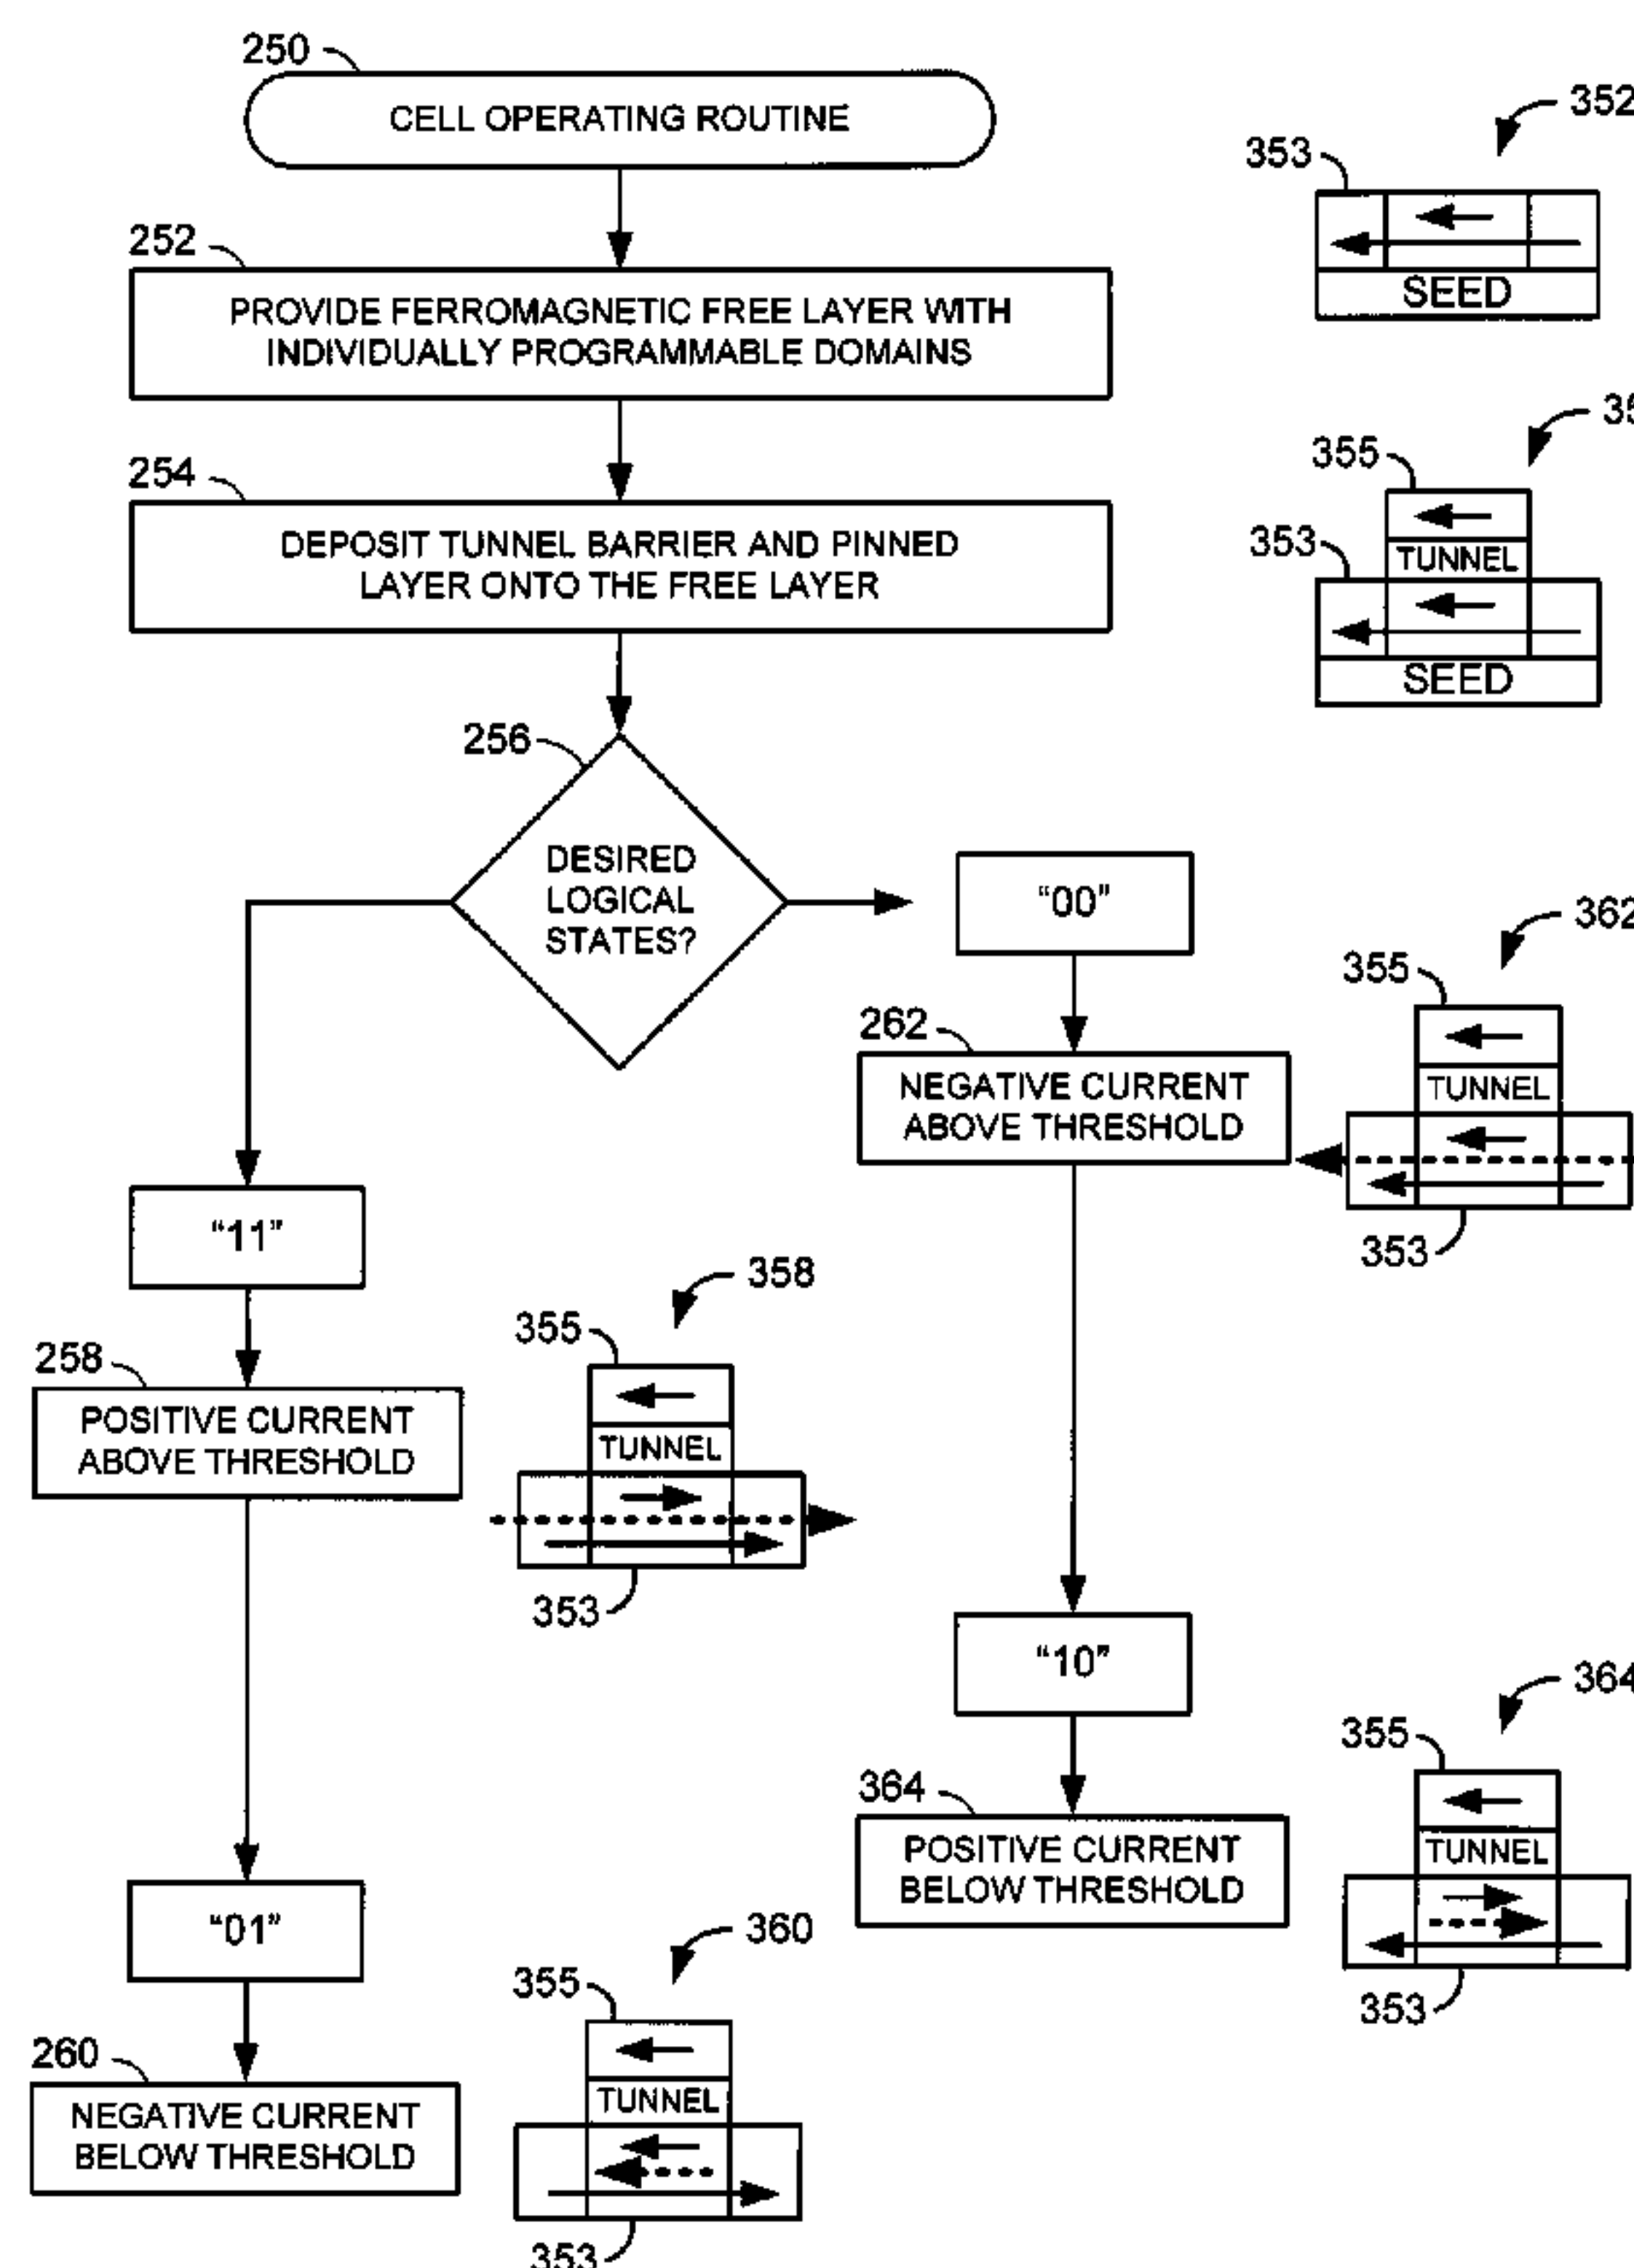 250
CELL OPERATING ROUTINE
352
353
SEED
252
PROVIDE FERROMAGNETIC FREE LAYER WITH
INDIVIDUALLY PROGRAMMABLE DOMAINS
355
353
TUNNEL
SEED
254
DEPOSIT TUNNEL BARRIER AND PINNED
LAYER ONTO THE FREE LAYER
256
DESIRED
LOGICAL
STATES?
“00”
262
NEGATIVE CURRENT
ABOVE THRESHOLD
362
355
TUNNEL
353
“11”
258
POSITIVE CURRENT
ABOVE THRESHOLD
358
355
TUNNEL
353
“10”
364
POSITIVE CURRENT
BELOW THRESHOLD
364
355
TUNNEL
353
“01”
260
NEGATIVE CURRENT
BELOW THRESHOLD
360
355
TUNNEL
353